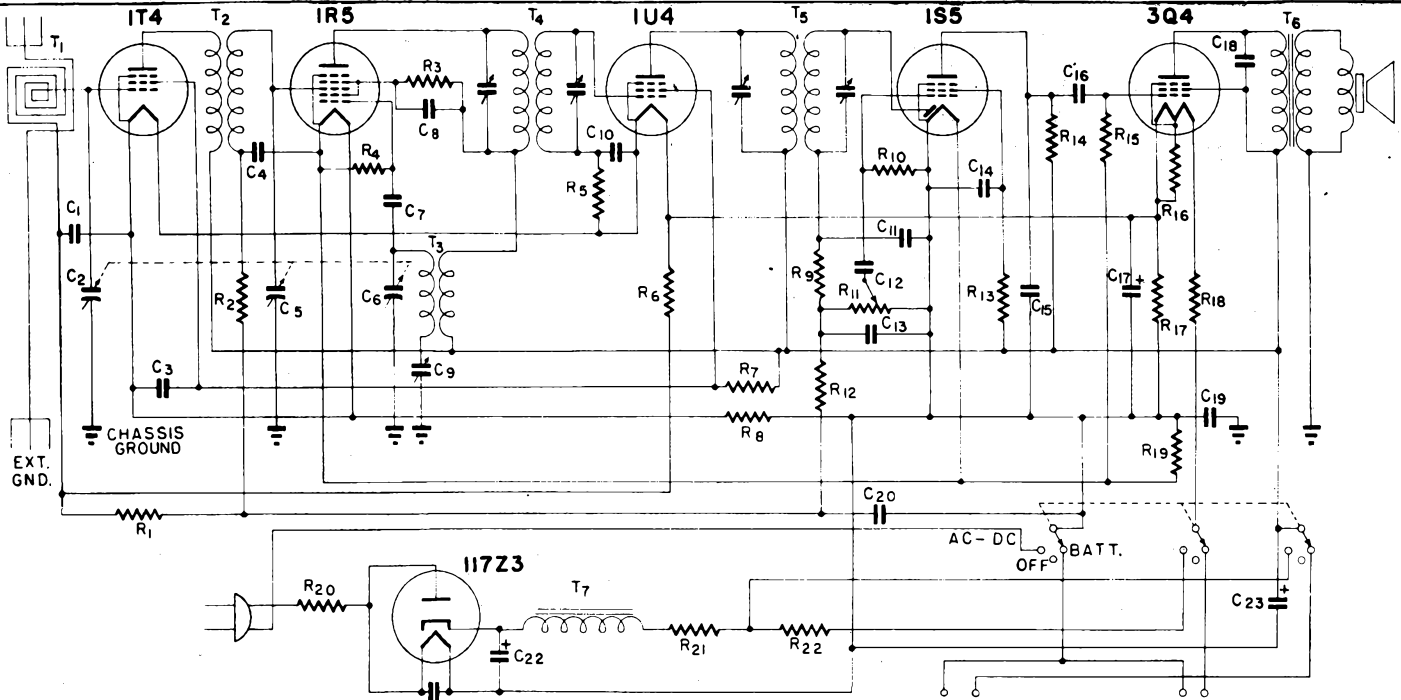 1T4 T2 1R5 T4 1U4 T5 1S5 3Q4 T6
T1
C18
R3
C16
C8
R14
R15
C10
C4
R4
R10
C14
R5
C7
R16
C1
T3
C11
C2
R2
C5
C6
R6
R9
C12
R11
R13
C15
C17 +
R17
R18
C13
C3
C9
R7
R12
R8
C19
CHASSIS
GROUND
R19
EXT.
GND.
C20
R1
AC-DC
BATT.
OFF
117Z3
R20
T7
C23
+
R21
R22
+
C22